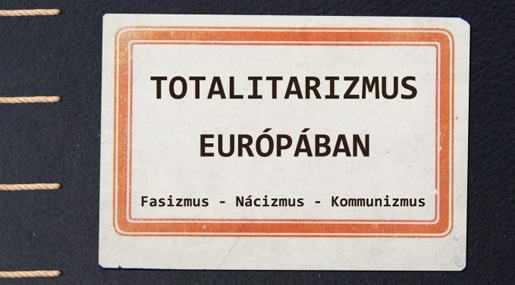 TOTALITARIZMUS
EURÓPÁBAN
Fasizmus - Nácizmus - Kommunizmus